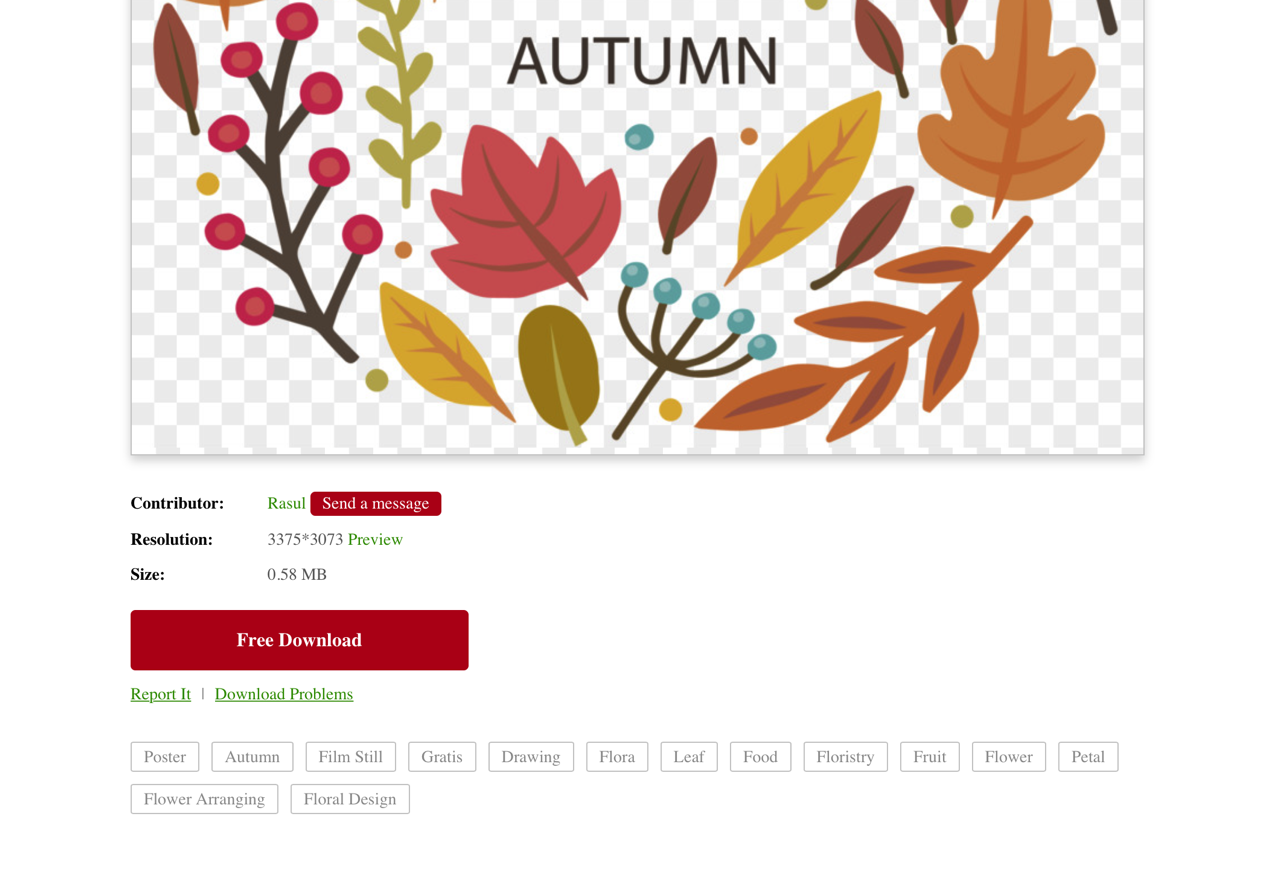 AUTUMN
Contributor: Rasul Send a message
Resolution: 3375*3073 Preview
Size: 0.58 MB
Free Download
Report It | Download Problems
Poster Autumn Film Still Gratis Drawing Flora Leaf Food Floristry Fruit Flower Petal
Flower Arranging Floral Design